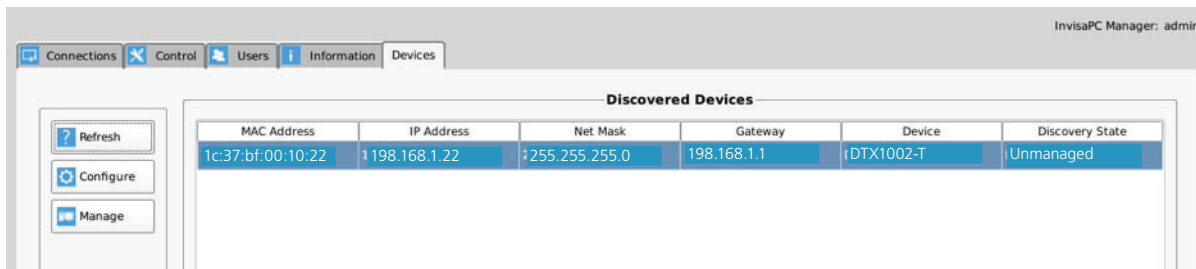 InvisaPC Manager: admin
Connections Control Users Information Devices
Discovered Devices
Refresh
Configure
Manage
MAC Address IP Address Net Mask Gateway Device Discovery State
1c:37:bf:00:10:22 198.168.1.22 255.255.255.0 198.168.1.1 DTX1002-T Unmanaged